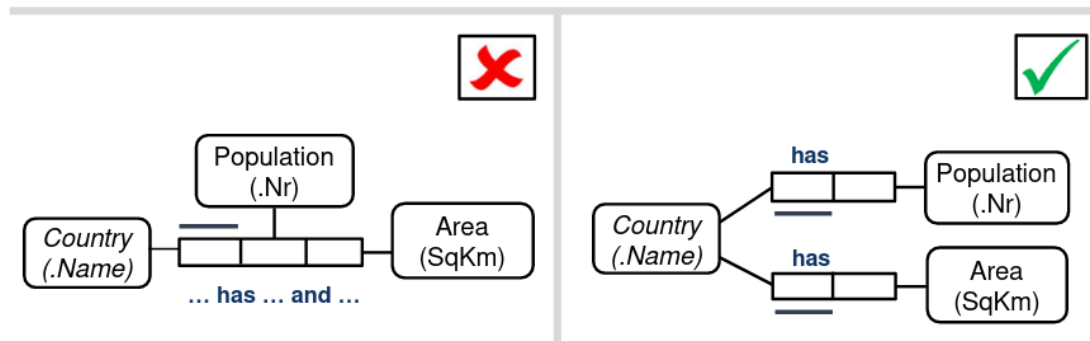 Population
(.Nr)
Country
(.Name)
Area
(SqKm)
... has ... and ...
has
Population
(.Nr)
Country
(.Name)
has
Area
(SqKm)